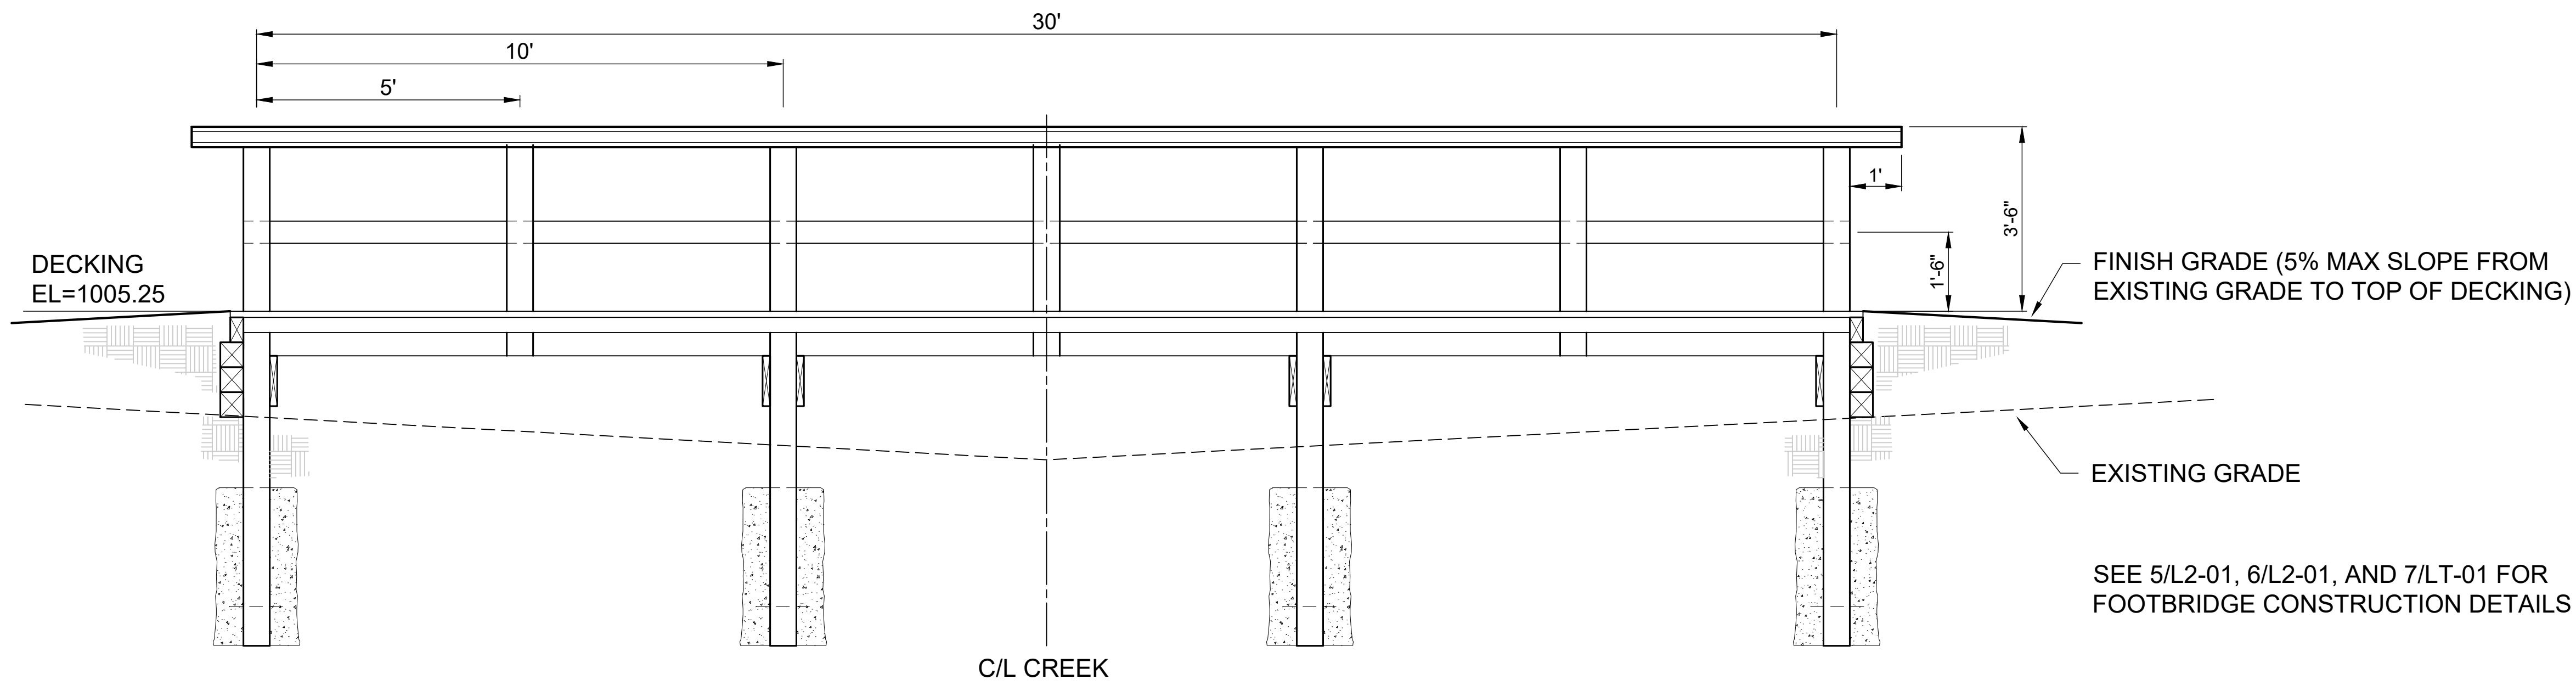 30'
10'
5'
1'
3'-6"
1'-6"
DECKING
EL=1005.25
FINISH GRADE (5% MAX SLOPE FROM
EXISTING GRADE TO TOP OF DECKING)
EXISTING GRADE
SEE 5/L2-01, 6/L2-01, AND 7/LT-01 FOR
FOOTBRIDGE CONSTRUCTION DETAILS
C/L CREEK